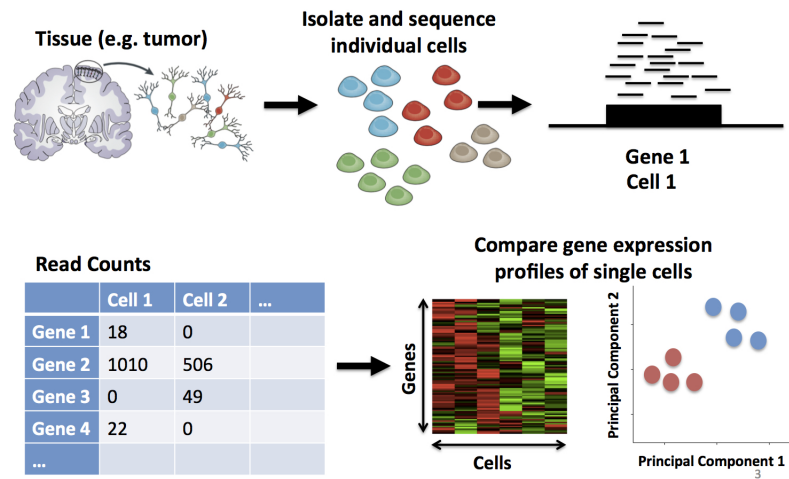 Tissue (e.g. tumor)
Isolate and sequence
individual cells
Gene 1
Cell 1
Read Counts
Cell 1 Cell 2 ...
Gene 1 18 0
Gene 2 1010 506
Gene 3 0 49
Gene 4 22 0
...
Compare gene expression
profiles of single cells
Genes
Cells
Principal Component 2
Principal Component 1
3